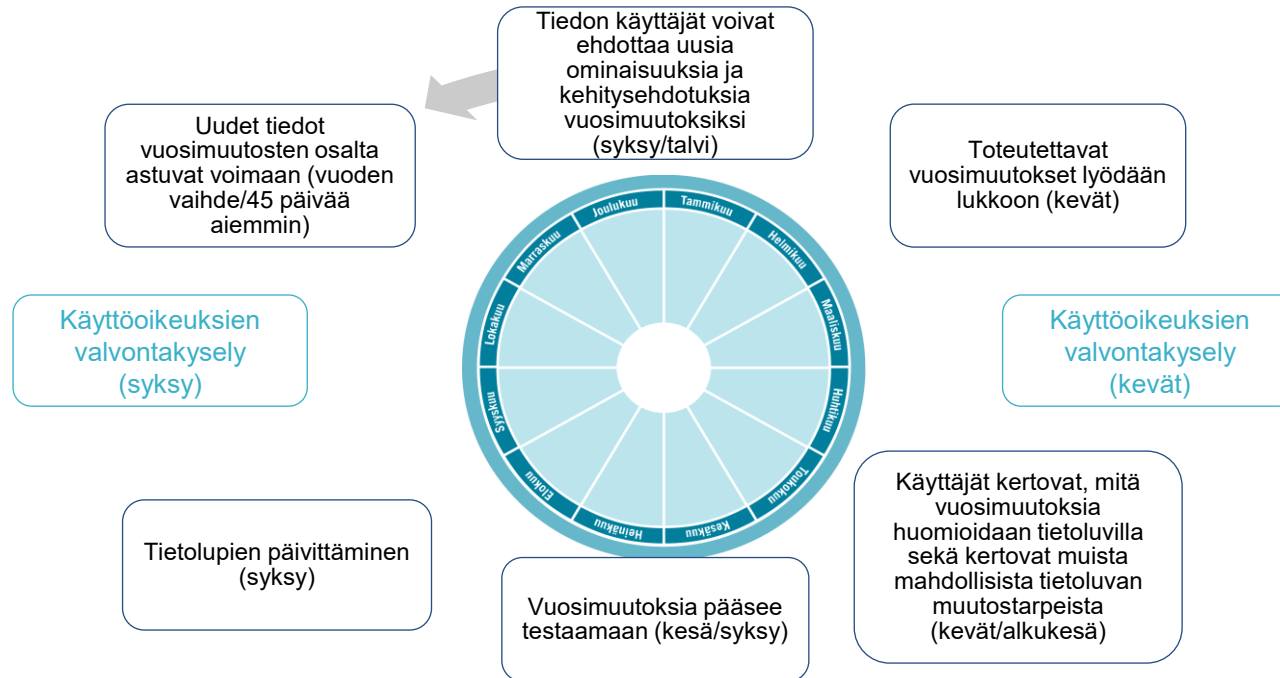 Tiedon käyttäjät voivat
ehdottaa uusia
ominaisuuksia ja
kehitysehdotuksia
vuosimuutoksiksi
(syksy/talvi)
Uudet tiedot
vuosimuutosten osalta
astuvat voimaan (vuoden
vaihde/45 päivää
aiemmin)
Toteutettavat
vuosimuutokset lyödään
lukkoon (kevät)
Käyttöoikeuksien
valvontakysely
(syksy)
Käyttöoikeuksien
valvontakysely
(kevät)
Tammikuu
Helmikuu
Maaliskuu
Huhtikuu
Toukokuu
Kesäkuu
Heinäkuu
Elokuu
Syyskuu
Lokakuu
Marraskuu
Joulukuu
Tietolupien päivittäminen
(syksy)
Vuosimuutoksia pääsee
testaamaan (kesä/syksy)
Käyttäjät kertovat, mitä
vuosimuutoksia
huomioidaan tietoluvilla
sekä kertovat muista
mahdollisista tietoluvan
muutostarpeista
(kevät/alkukesä)